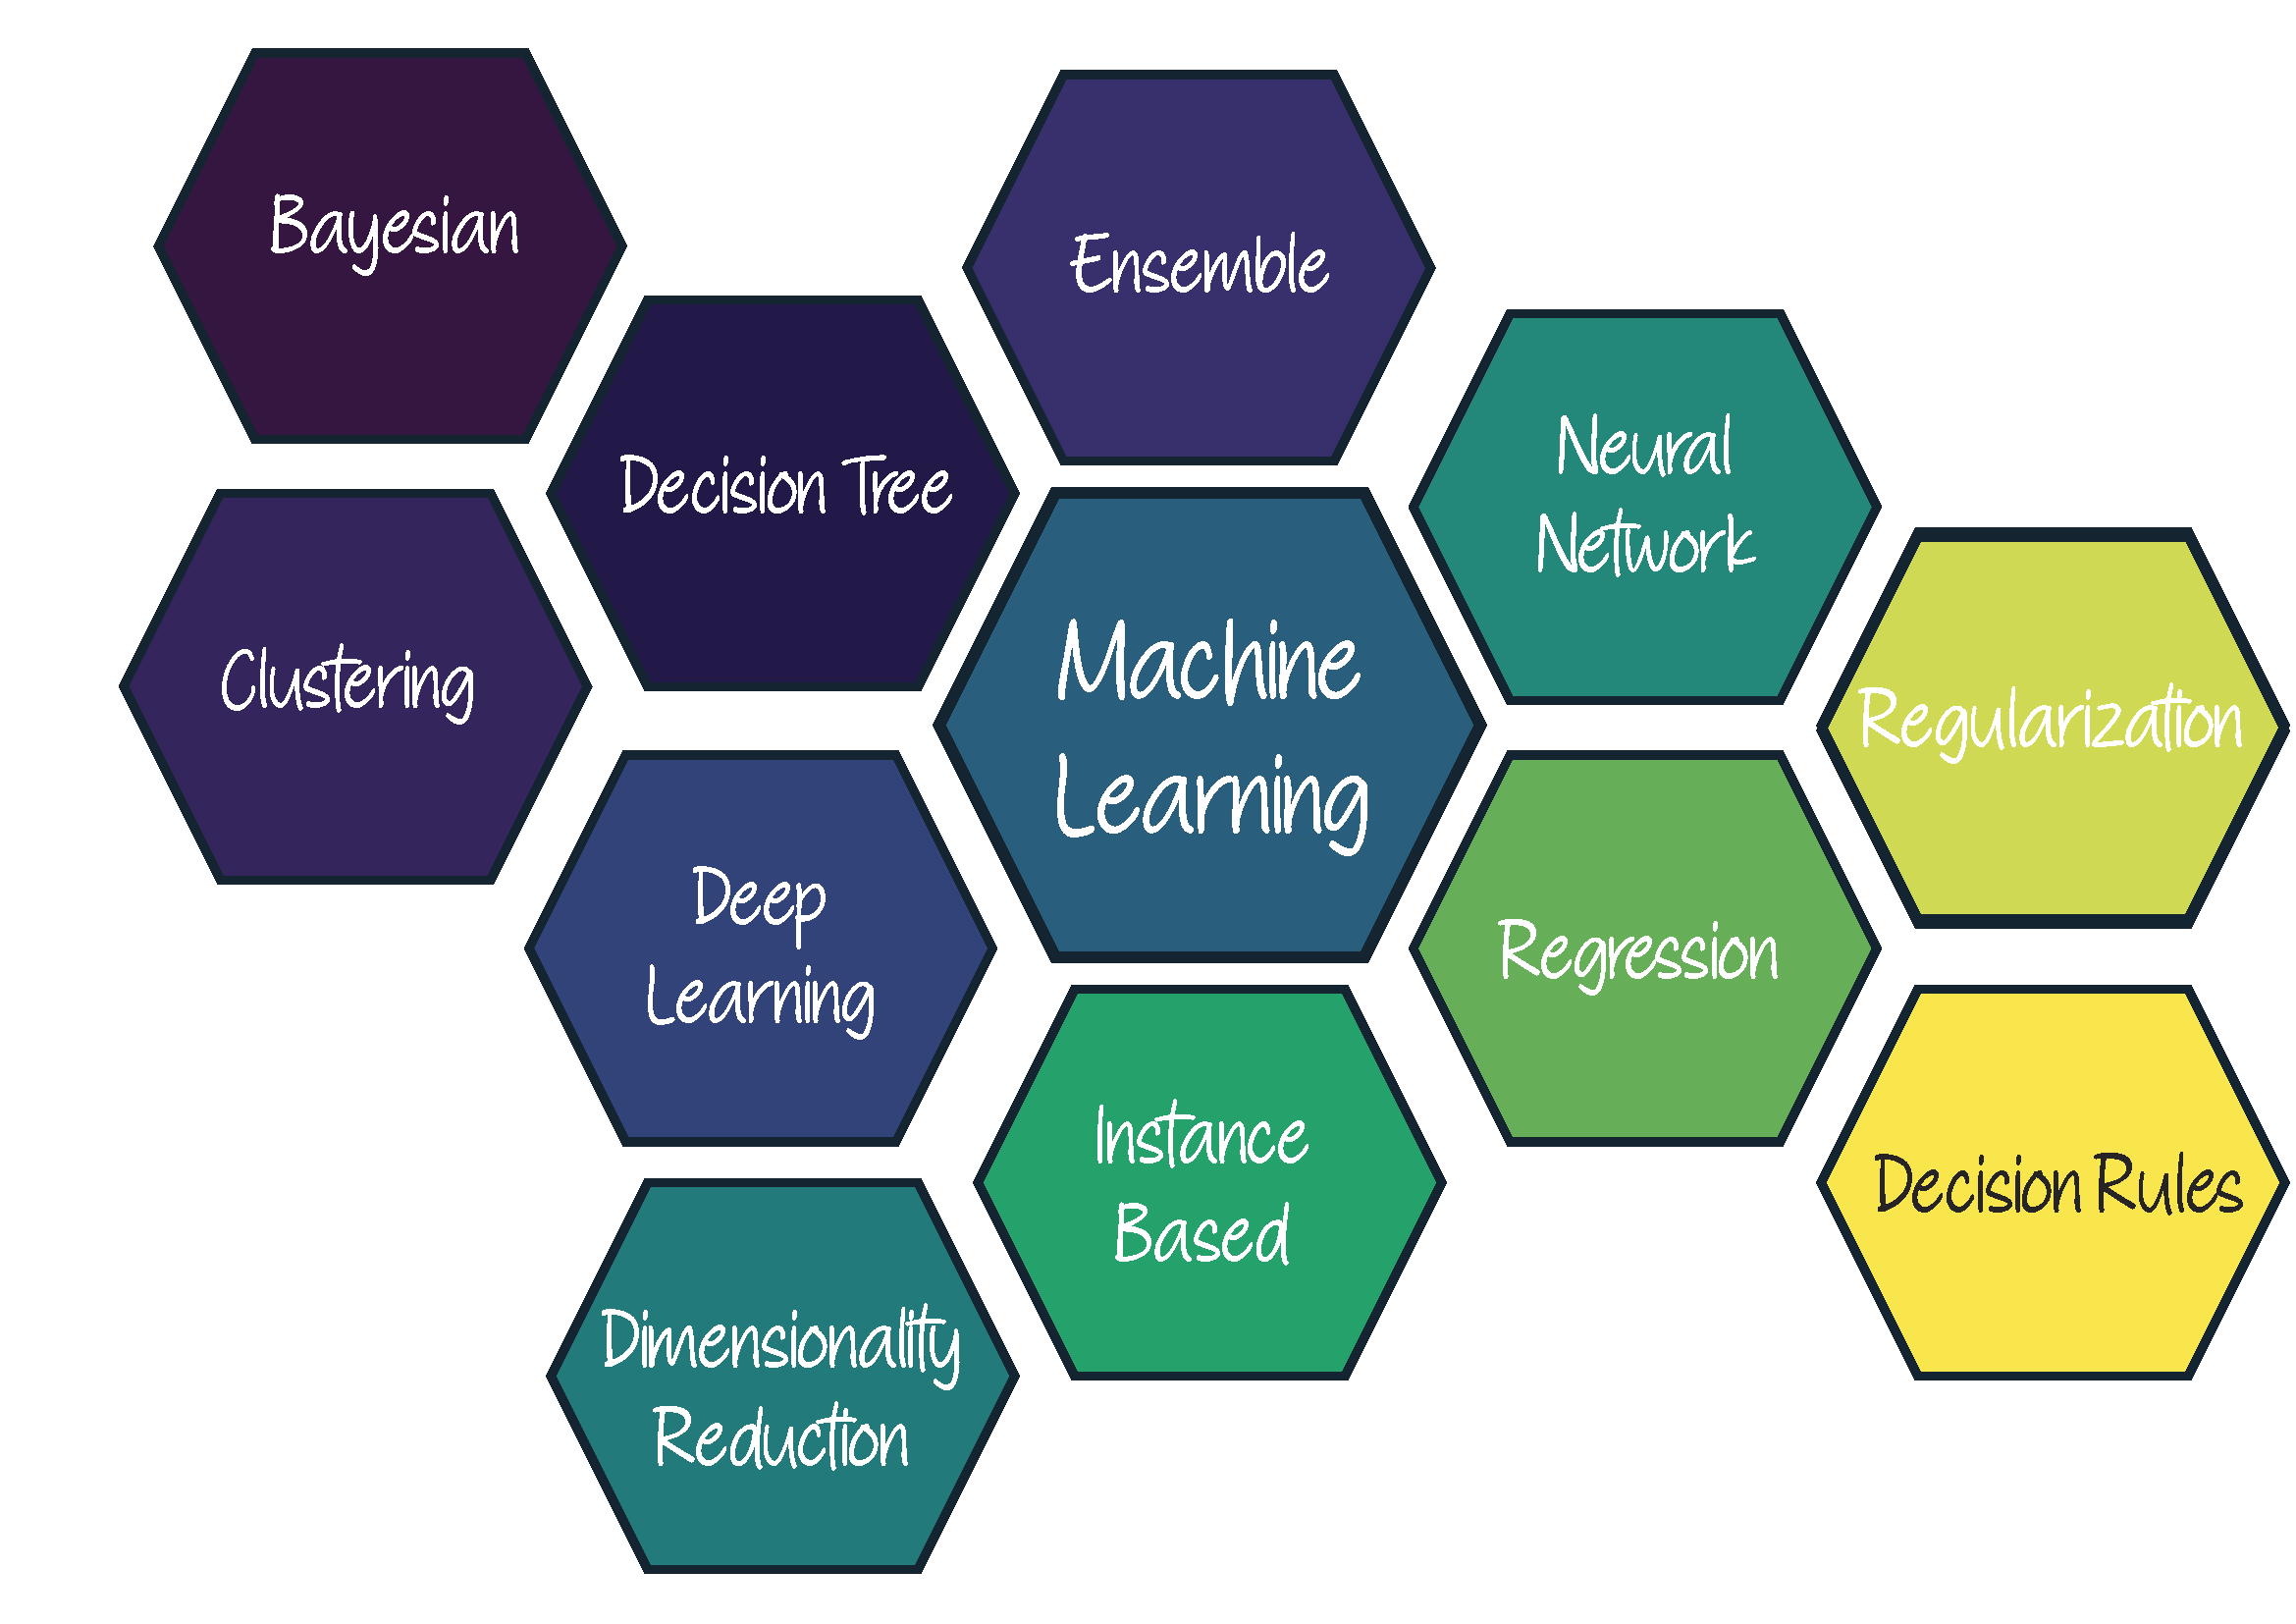 Bayesian
Ensemble
Decision Tree
Neural
Network
Clustering
Machine
Learning
Regularization
Deep
Learning
Regression
Instance
Based
Decision Rules
Dimensionality
Reduction